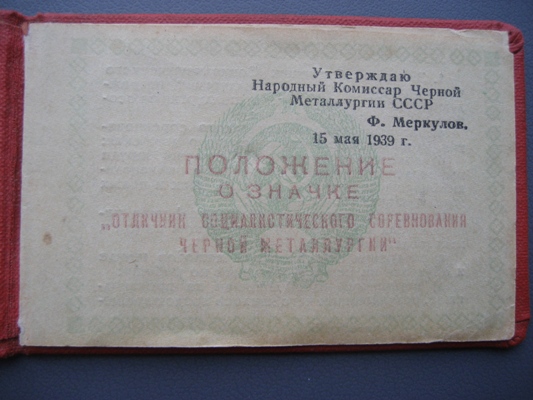 Утверждаю
Народный Комиссар Черной
Металлургии СССР
Ф. Меркулов.
15 мая 1939 г.
ПОЛОЖЕНИЕ
О ЗНАЧКЕ
„ОТЛИЧНИК СОЦИАЛИСТИЧЕСКОГО СОРЕВНОВАНИЯ
ЧЕРНОЙ МЕТАЛЛУРГИИ“